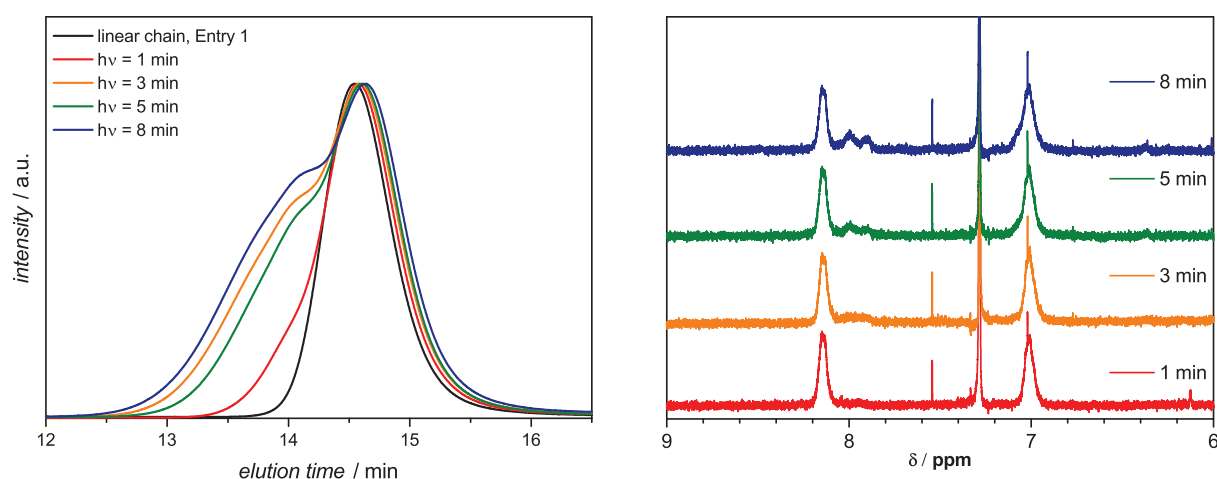 linear chain, Entry 1
hν = 1 min
hν = 3 min
hν = 5 min
hν = 8 min
intensity / a.u.
12 13 14 15 16
elution time / min
8 min
5 min
3 min
1 min
9 8 7 6
δ / ppm